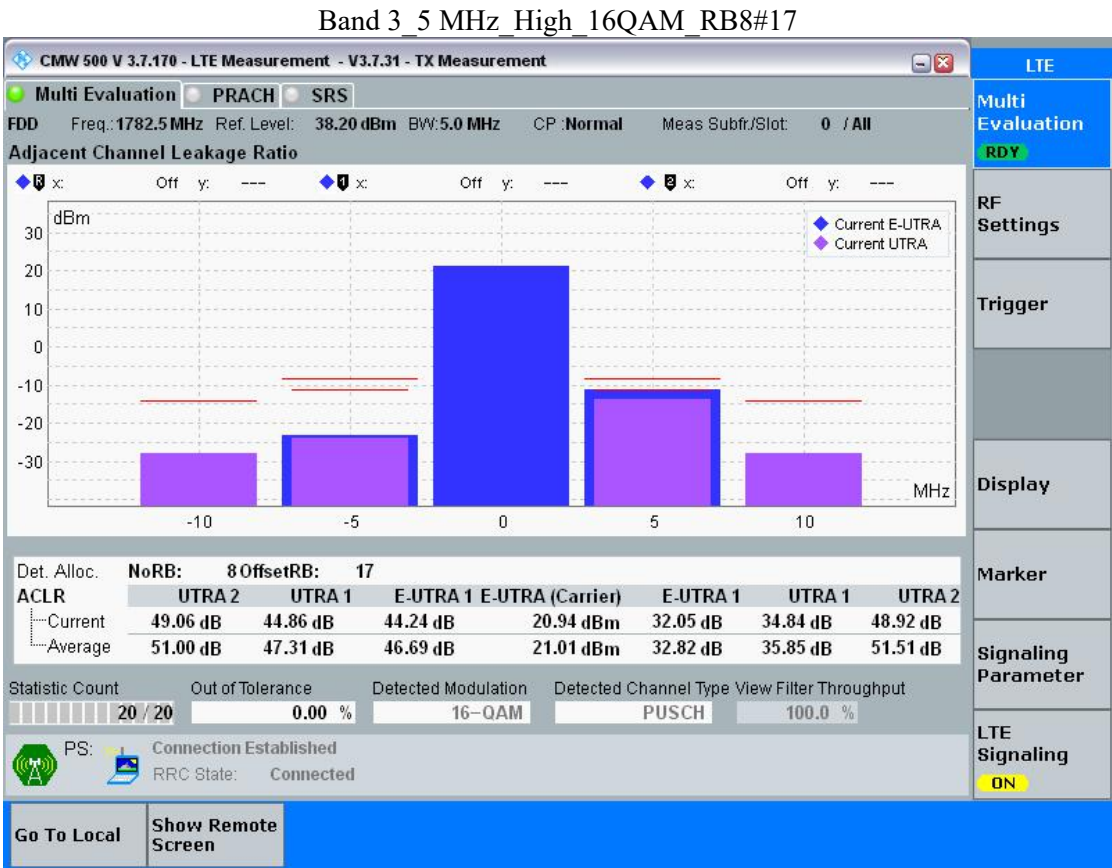 Band 3_5 MHz_High_16QAM_RB8#17
CMW 500 V 3.7.170 - LTE Measurement - V3.7.31 - TX Measurement
LTE
Multi Evaluation PRACH SRS
Multi Evaluation
RDY
FDD Freq.: 1782.5 MHz Ref. Level: 38.20 dBm BW: 5.0 MHz CP : Normal Meas Subfr./Slot: 0 / All
Adjacent Channel Leakage Ratio
R x: Off y: --- 1 x: Off y: --- 2 x: Off y: ---
dBm
Current E-UTRA
Current UTRA
30
20
10
0
-10
-20
-30
MHz
-10 -5 0 5 10
RF Settings
Trigger
Display
Marker
Signaling Parameter
LTE Signaling
ON
Det. Alloc. NoRB: 8 OffsetRB: 17
ACLR UTRA 2 UTRA 1 E-UTRA 1 E-UTRA (Carrier) E-UTRA 1 UTRA 1 UTRA 2
Current 49.06 dB 44.86 dB 44.24 dB 20.94 dBm 32.05 dB 34.84 dB 48.92 dB
Average 51.00 dB 47.31 dB 46.69 dB 21.01 dBm 32.82 dB 35.85 dB 51.51 dB
Statistic Count Out of Tolerance Detected Modulation Detected Channel Type View Filter Throughput
20 / 20 0.00 % 16-QAM PUSCH 100.0 %
PS: Connection Established
RRC State: Connected
Go To Local
Show Remote Screen